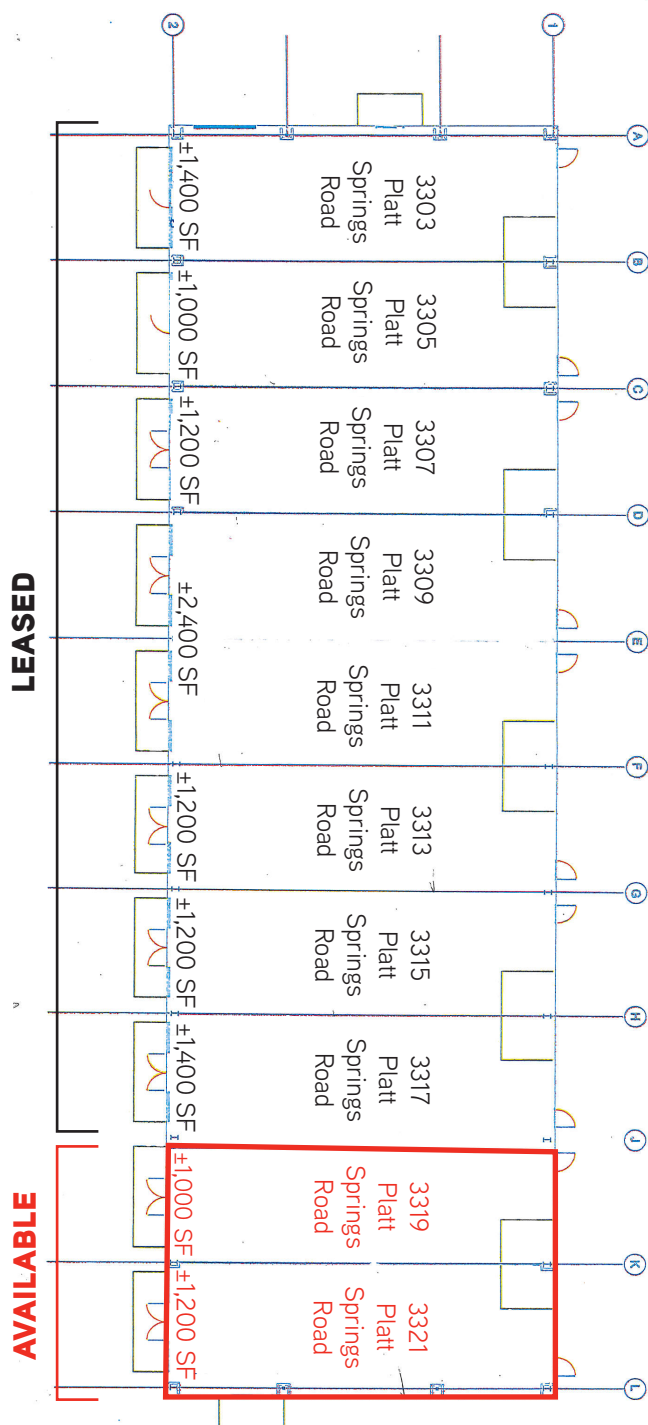 2
1
A
B
C
D
E
F
G
H
J
K
L
3303
Platt
Springs
Road
±1,400 SF
3305
Platt
Springs
Road
±1,000 SF
3307
Platt
Springs
Road
±1,200 SF
3309
Platt
Springs
Road
±2,400 SF
3311
Platt
Springs
Road
3313
Platt
Springs
Road
±1,200 SF
3315
Platt
Springs
Road
±1,200 SF
3317
Platt
Springs
Road
±1,400 SF
3319
Platt
Springs
Road
±1,000 SF
3321
Platt
Springs
Road
±1,200 SF
LEASED
AVAILABLE